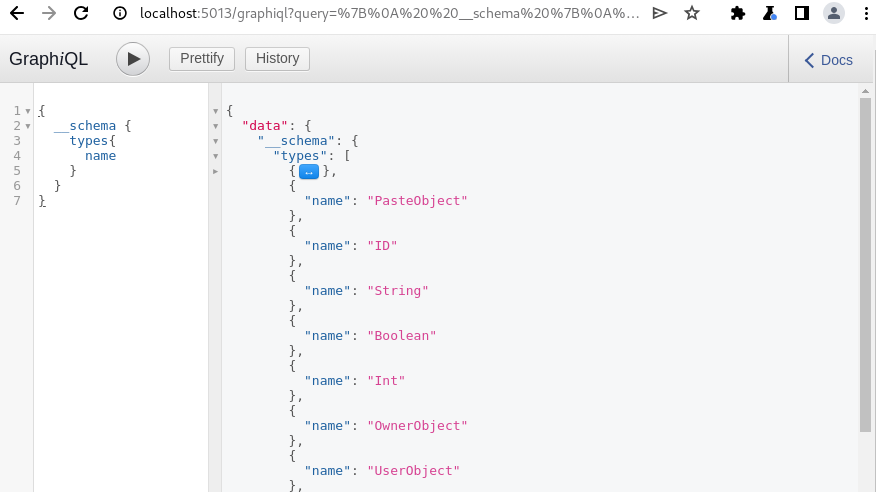 localhost:5013/graphiql?query=%7B%0A%20%20__schema%20%7B%0A%...
GraphiQL Prettify History Docs
1 {
2   __schema {
3     types{
4       name
5     }
6   }
7 }
{
  "data": {
    "__schema": {
      "types": [
        {↔},
        {
          "name": "PasteObject"
        },
        {
          "name": "ID"
        },
        {
          "name": "String"
        },
        {
          "name": "Boolean"
        },
        {
          "name": "Int"
        },
        {
          "name": "OwnerObject"
        },
        {
          "name": "UserObject"
        },